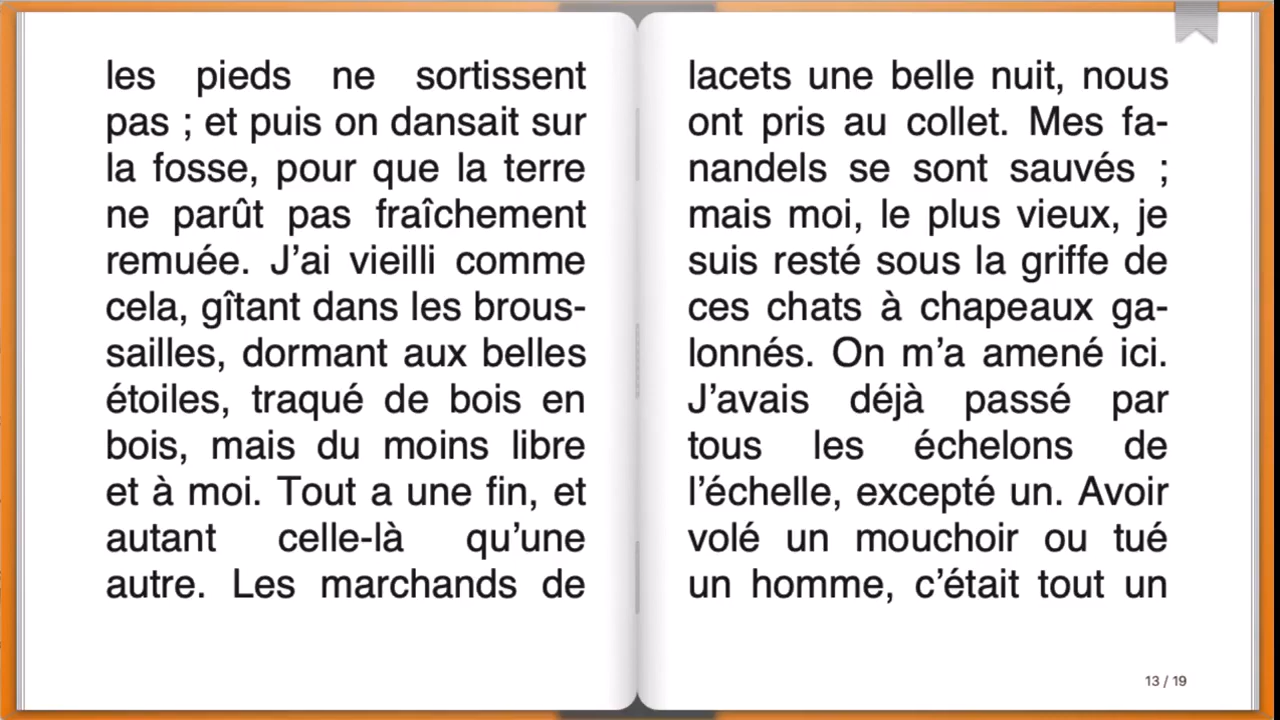 les pieds ne sortissent
pas ; et puis on dansait sur
la fosse, pour que la terre
ne parût pas fraîchement
remuée. J’ai vieilli comme
cela, gîtant dans les brous-
sailles, dormant aux belles
étoiles, traqué de bois en
bois, mais du moins libre
et à moi. Tout a une fin, et
autant celle-là qu’une
autre. Les marchands de
lacets une belle nuit, nous
ont pris au collet. Mes fa-
nandels se sont sauvés ;
mais moi, le plus vieux, je
suis resté sous la griffe de
ces chats à chapeaux ga-
lonnés. On m’a amené ici.
J’avais déjà passé par
tous les échelons de
l’échelle, excepté un. Avoir
volé un mouchoir ou tué
un homme, c’était tout un
13 / 19